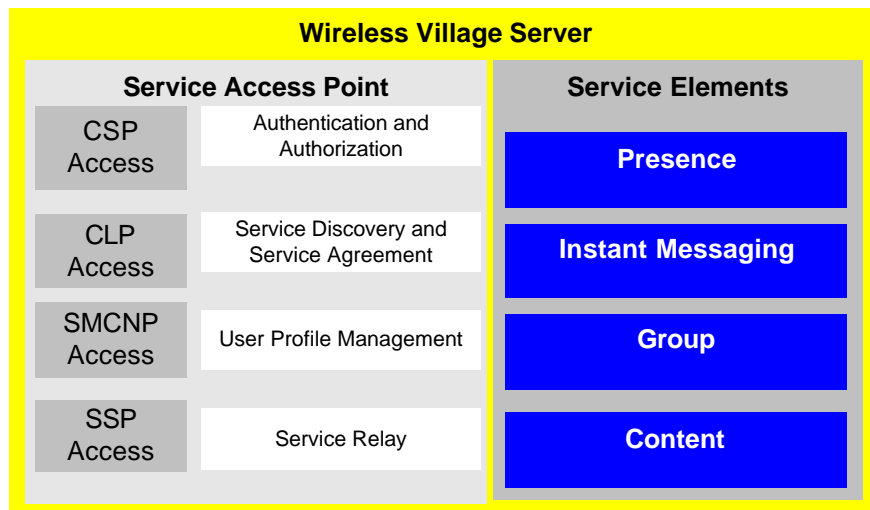 Wireless Village Server
Service Access Point
CSP
Access
Authentication and
Authorization
CLP
Access
Service Discovery and
Service Agreement
SMCNP
Access
User Profile Management
SSP
Access
Service Relay
Service Elements
Presence
Instant Messaging
Group
Content